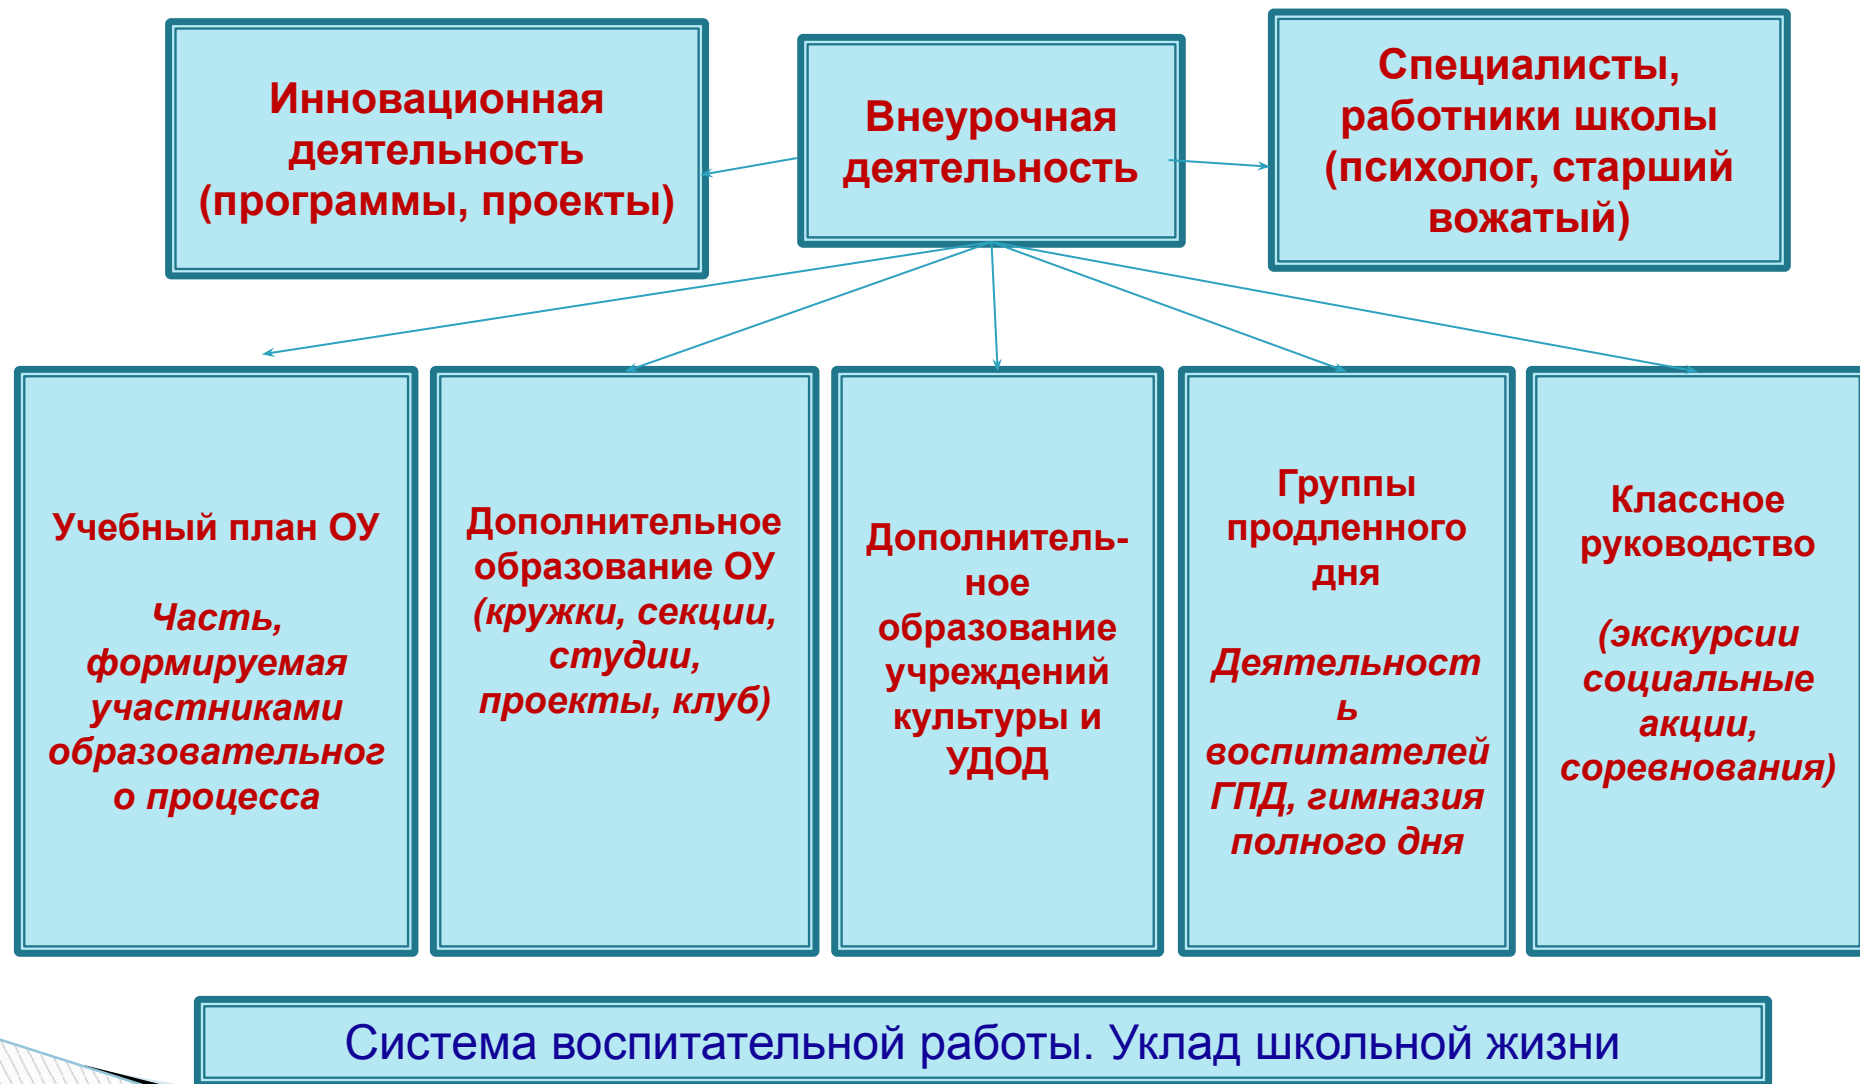 Инновационная
деятельность
(программы, проекты)
Внеурочная
деятельность
Специалисты,
работники школы
(психолог, старший
вожатый)
Учебный план ОУ
Часть,
формируемая
участниками
образовательног
о процесса
Дополнительное
образование ОУ
(кружки, секции,
студии,
проекты, клуб)
Дополнитель-
ное
образование
учреждений
культуры и
УДОД
Группы
продленного
дня
Деятельност
ь
воспитателей
ГПД, гимназия
полного дня
Классное
руководство
(экскурсии
социальные
акции,
соревнования)
Система воспитательной работы. Уклад школьной жизни